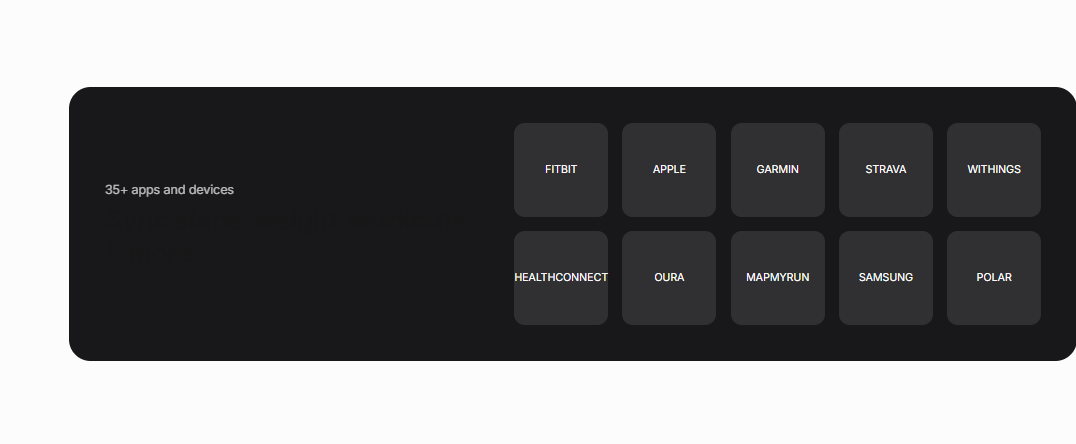 35+ apps and devices
FITBIT
APPLE
GARMIN
STRAVA
WITHINGS
HEALTHCONNECT
OURA
MAPMYRUN
SAMSUNG
POLAR